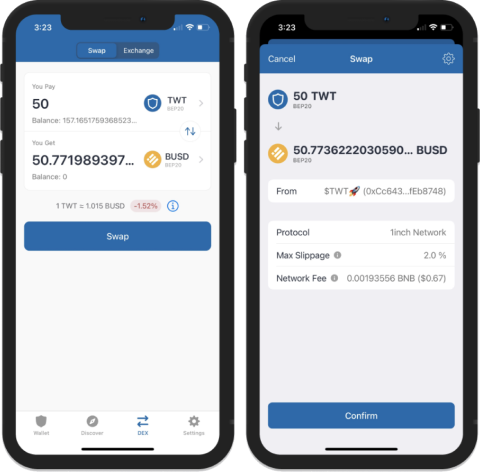 3:23
Swap
Exchange
You Pay
50
TWT
BEP20
Balance: 157.1651759368523...
You Get
50.771989397...
BUSD
BEP20
Balance: 0
1 TWT = 1.015 BUSD -1.52%
Swap
Wallet
Discover
DEX
Settings
3:23
Cancel
Swap
50 TWT
BEP20
50.7736222030590... BUSD
BEP20
From $TWT🚀 (0xCc643...fEb8748)
Protocol 1inch Network
Max Slippage 2.0 %
Network Fee 0.00193556 BNB ($0.67)
Confirm